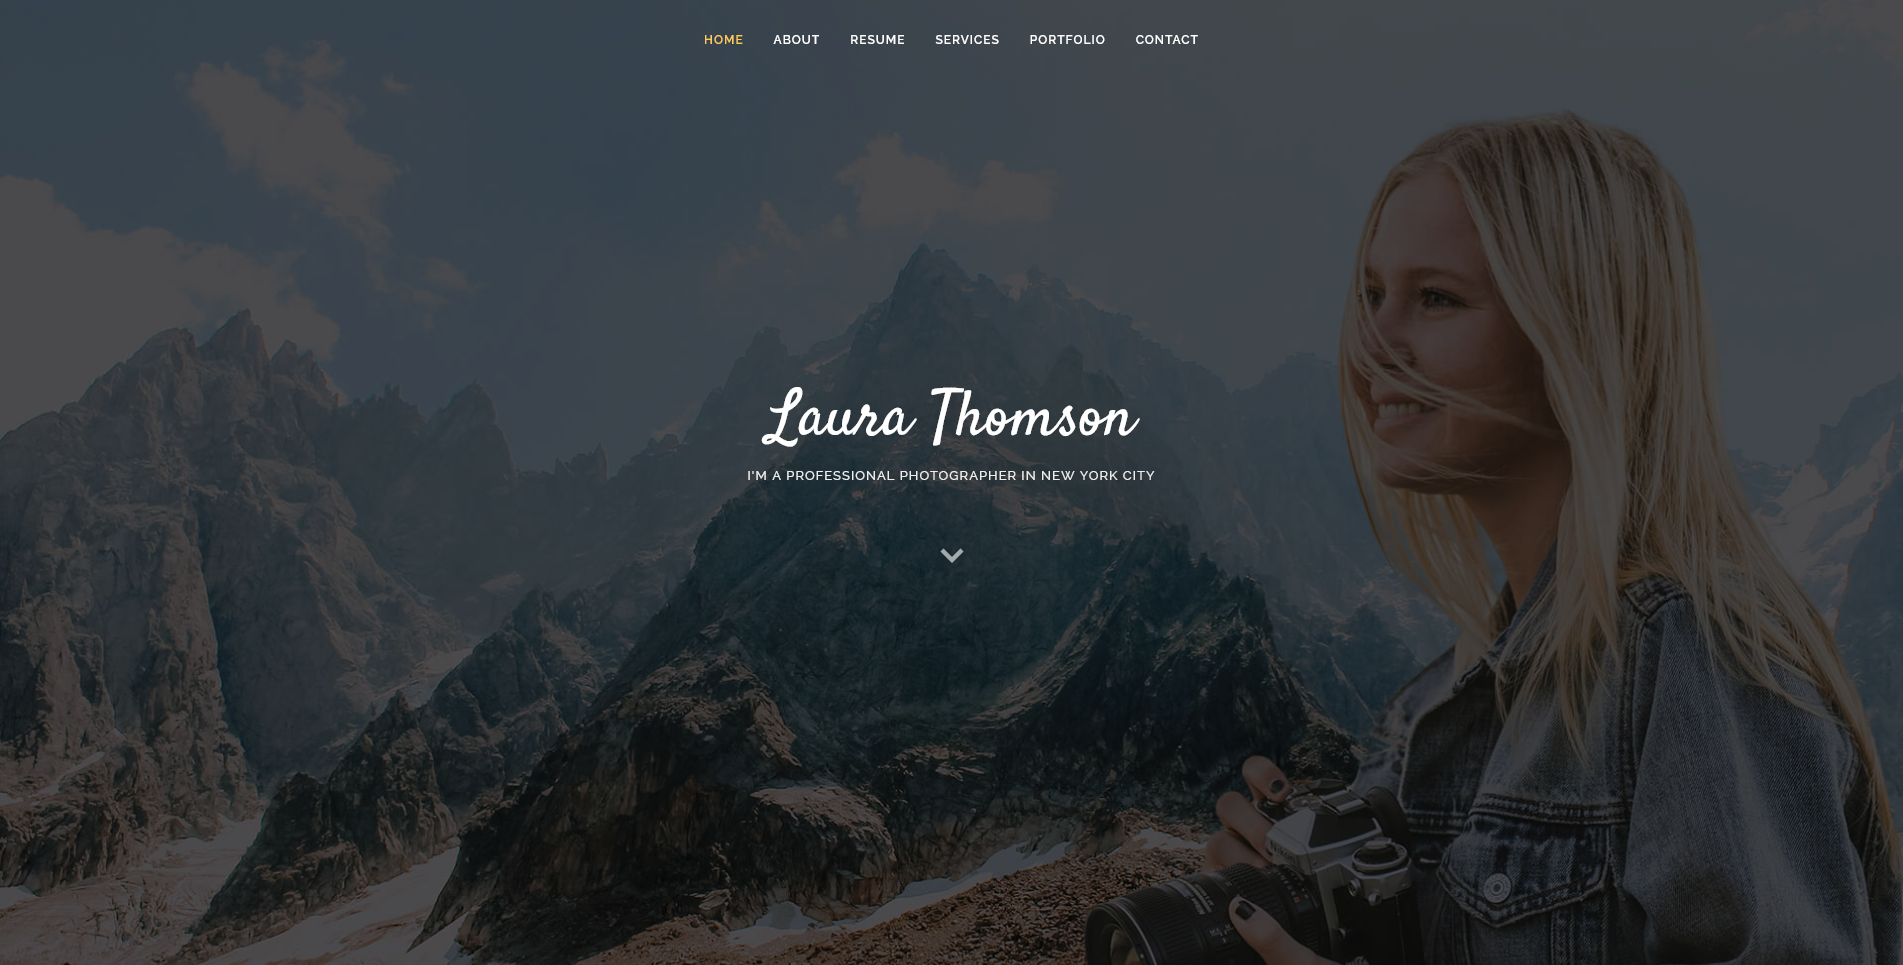 HOME ABOUT RESUME SERVICES PORTFOLIO CONTACT
Laura Thomson
I'M A PROFESSIONAL PHOTOGRAPHER IN NEW YORK CITY